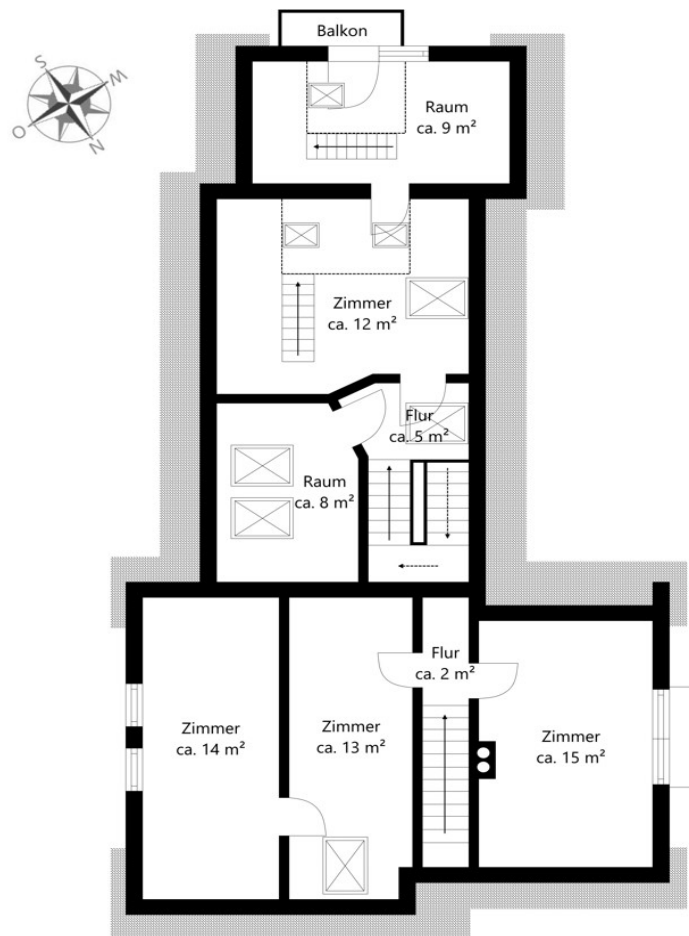 Balkon
S
W
O
N
Raum
ca. 9 m²
Zimmer
ca. 12 m²
Flur
ca. 5 m²
Raum
ca. 8 m²
Flur
ca. 2 m²
Zimmer
ca. 14 m²
Zimmer
ca. 13 m²
Zimmer
ca. 15 m²